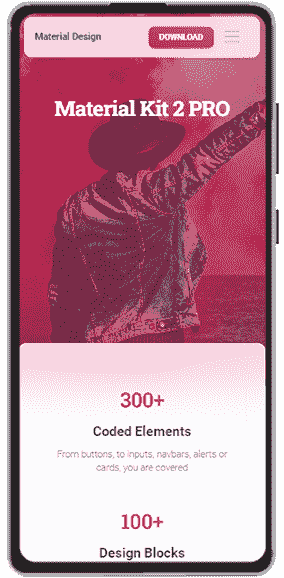 Material Design
DOWNLOAD
Material Kit 2 PRO
300+
Coded Elements
From buttons, to inputs, navbars, alerts or
cards, you are covered
100+
Design Blocks